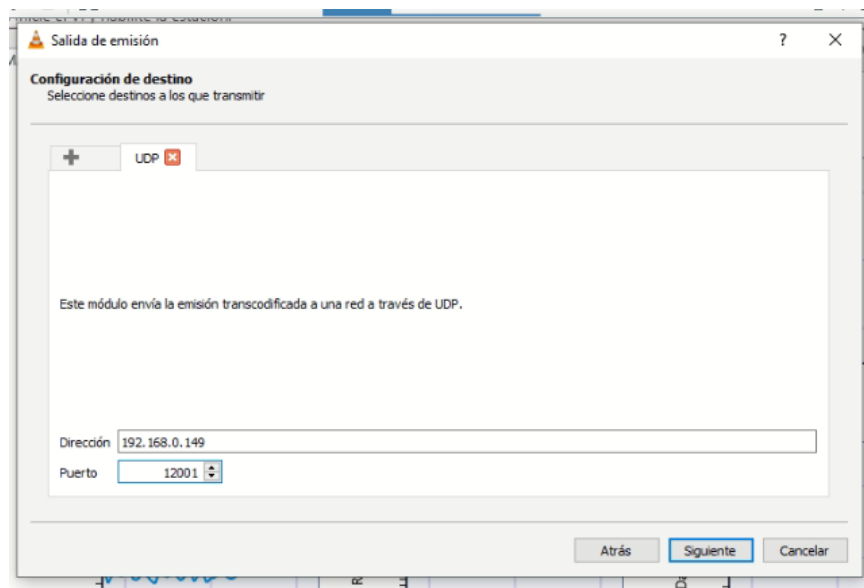 Salida de emisión
Configuración de destino
Seleccione destinos a los que transmitir
UDP
Este módulo envía la emisión transcodificada a una red a través de UDP.
Dirección 192.168.0.149
Puerto 12001
Atrás Siguiente Cancelar